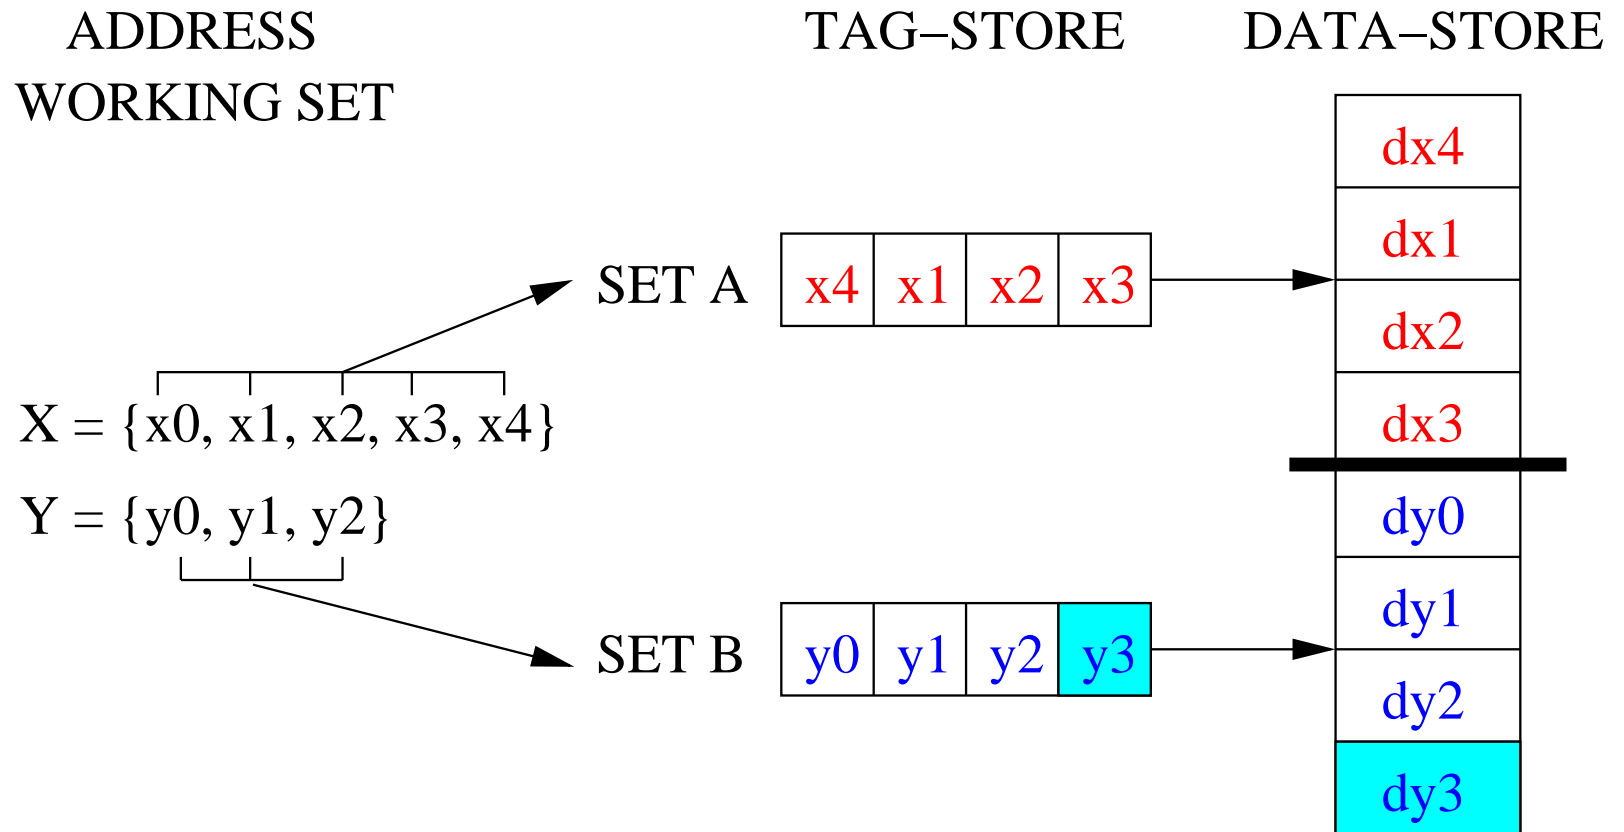 ADDRESS
WORKING SET
TAG–STORE
DATA–STORE
X = {x0, x1, x2, x3, x4}
Y = {y0, y1, y2}
SET A
x4 x1 x2 x3
SET B
y0 y1 y2 y3
dx4
dx1
dx2
dx3
dy0
dy1
dy2
dy3